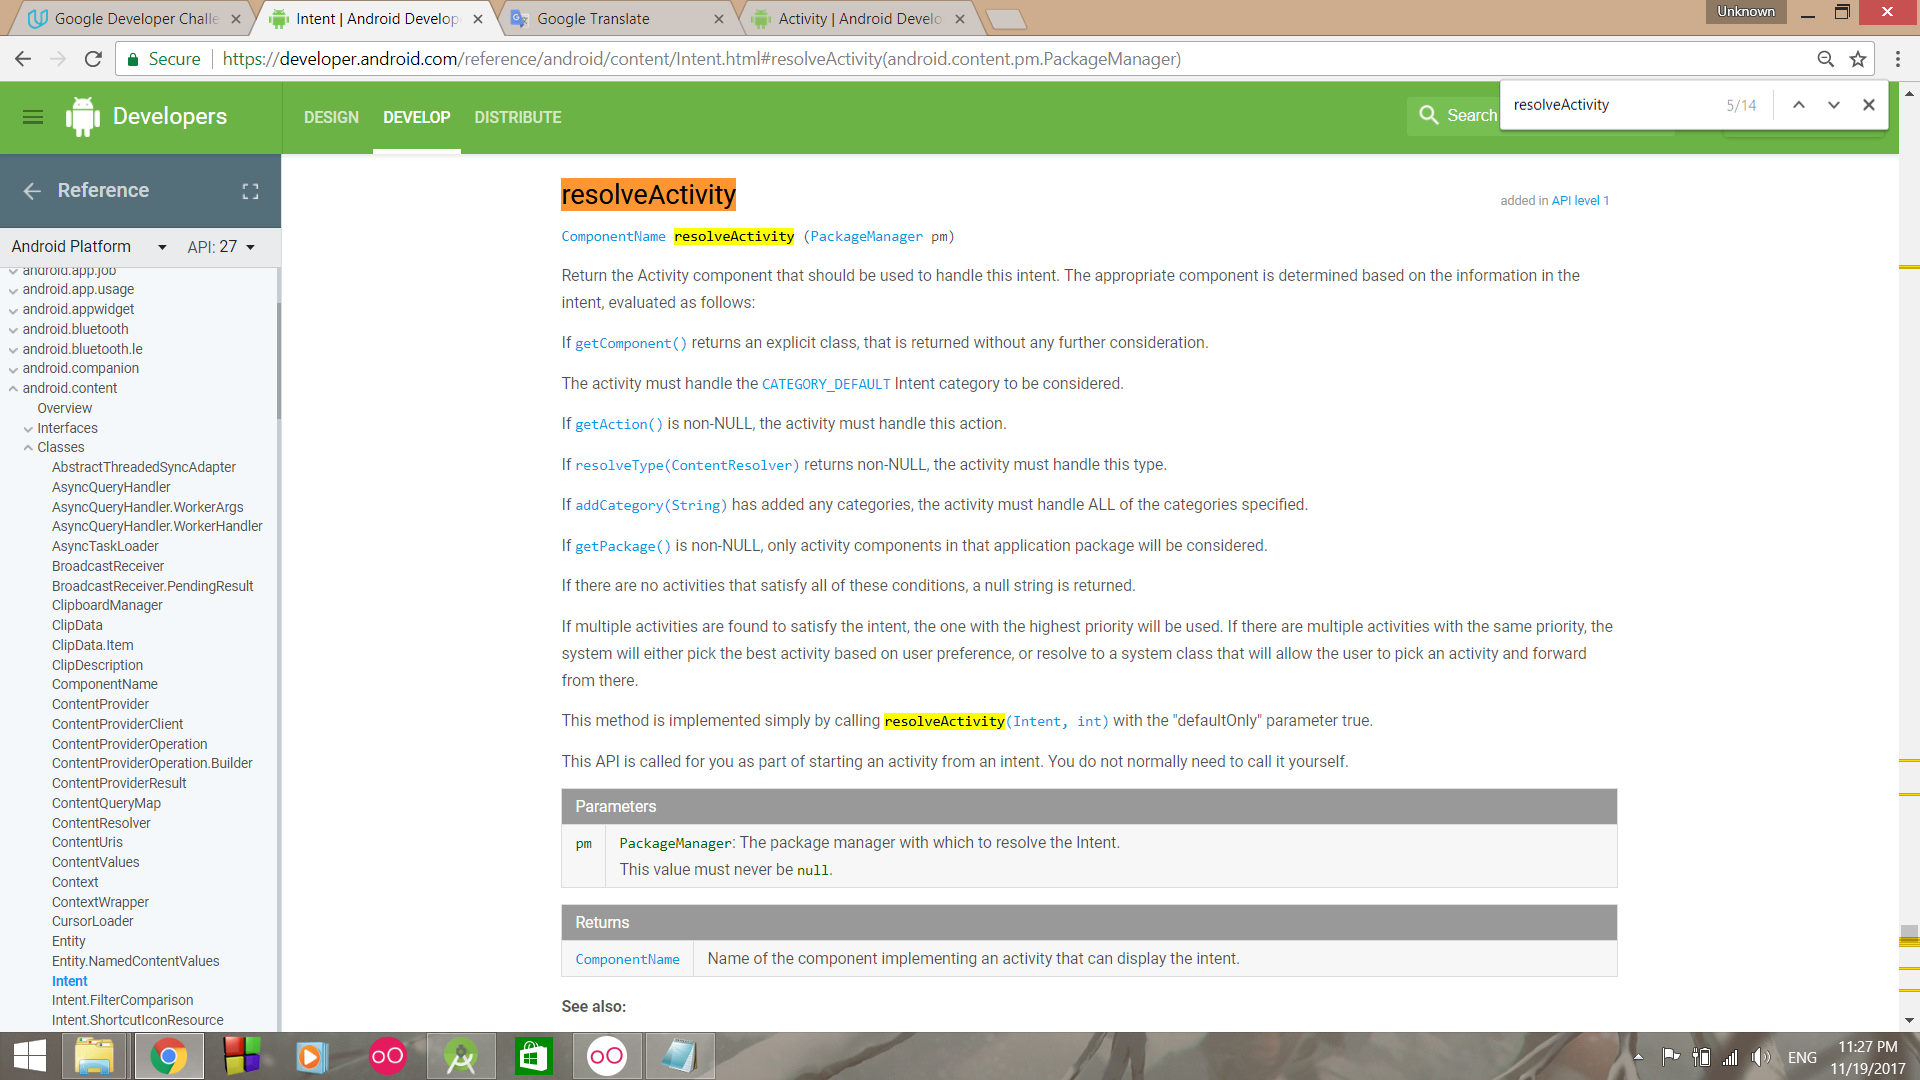 Google Developer Challe
Intent | Android Develop
Google Translate
Activity | Android Develo
Unknown
Secure
https://developer.android.com/reference/android/content/Intent.html#resolveActivity(android.content.pm.PackageManager)
Developers
DESIGN
DEVELOP
DISTRIBUTE
Search
resolveActivity
5/14
Reference
Android Platform
API: 27
android.app.job
android.app.usage
android.appwidget
android.bluetooth
android.bluetooth.le
android.companion
android.content
Overview
Interfaces
Classes
AbstractThreadedSyncAdapter
AsyncQueryHandler
AsyncQueryHandler.WorkerArgs
AsyncQueryHandler.WorkerHandler
AsyncTaskLoader
BroadcastReceiver
BroadcastReceiver.PendingResult
ClipboardManager
ClipData
ClipData.Item
ClipDescription
ComponentName
ContentProvider
ContentProviderClient
ContentProviderOperation
ContentProviderOperation.Builder
ContentProviderResult
ContentQueryMap
ContentResolver
ContentUris
ContentValues
Context
ContextWrapper
CursorLoader
Entity
Entity.NamedContentValues
Intent
Intent.FilterComparison
Intent.ShortcutIconResource
resolveActivity
added in API level 1
ComponentName resolveActivity (PackageManager pm)
Return the Activity component that should be used to handle this intent. The appropriate component is determined based on the information in the
intent, evaluated as follows:
If getComponent() returns an explicit class, that is returned without any further consideration.
The activity must handle the CATEGORY_DEFAULT Intent category to be considered.
If getAction() is non-NULL, the activity must handle this action.
If resolveType(ContentResolver) returns non-NULL, the activity must handle this type.
If addCategory(String) has added any categories, the activity must handle ALL of the categories specified.
If getPackage() is non-NULL, only activity components in that application package will be considered.
If there are no activities that satisfy all of these conditions, a null string is returned.
If multiple activities are found to satisfy the intent, the one with the highest priority will be used. If there are multiple activities with the same priority, the
system will either pick the best activity based on user preference, or resolve to a system class that will allow the user to pick an activity and forward
from there.
This method is implemented simply by calling resolveActivity(Intent, int) with the "defaultOnly" parameter true.
This API is called for you as part of starting an activity from an intent. You do not normally need to call it yourself.
Parameters
pm
PackageManager: The package manager with which to resolve the Intent.
This value must never be null.
Returns
ComponentName
Name of the component implementing an activity that can display the intent.
See also:
ENG
11:27 PM
11/19/2017